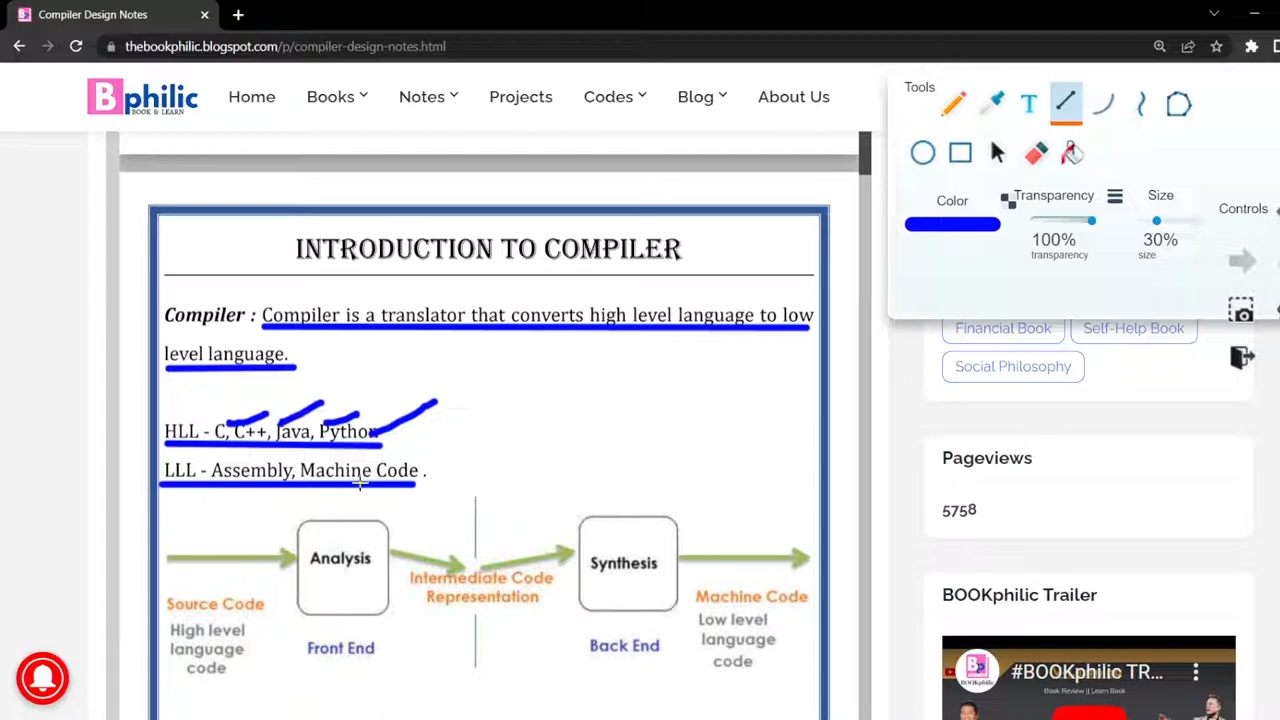 Compiler Design Notes
thebookphilic.blogspot.com/p/compiler-design-notes.html
Bphilic
BOOK & LEARN
Home
Books
Notes
Projects
Codes
Blog
About Us
Tools
T
Color
Transparency
Size
Controls
100%
transparency
30%
size
INTRODUCTION TO COMPILER
Compiler : Compiler is a translator that converts high level language to low
level language.
HLL - C, C++, Java, Python
LLL - Assembly, Machine Code .
Analysis
Synthesis
Intermediate Code
Representation
Source Code
Machine Code
High level
language
code
Low level
language
code
Front End
Back End
Financial Book
Self-Help Book
Social Philosophy
Pageviews
5758
BOOKphilic Trailer
#BOOKphilic TR...
Book Review || Learn Book